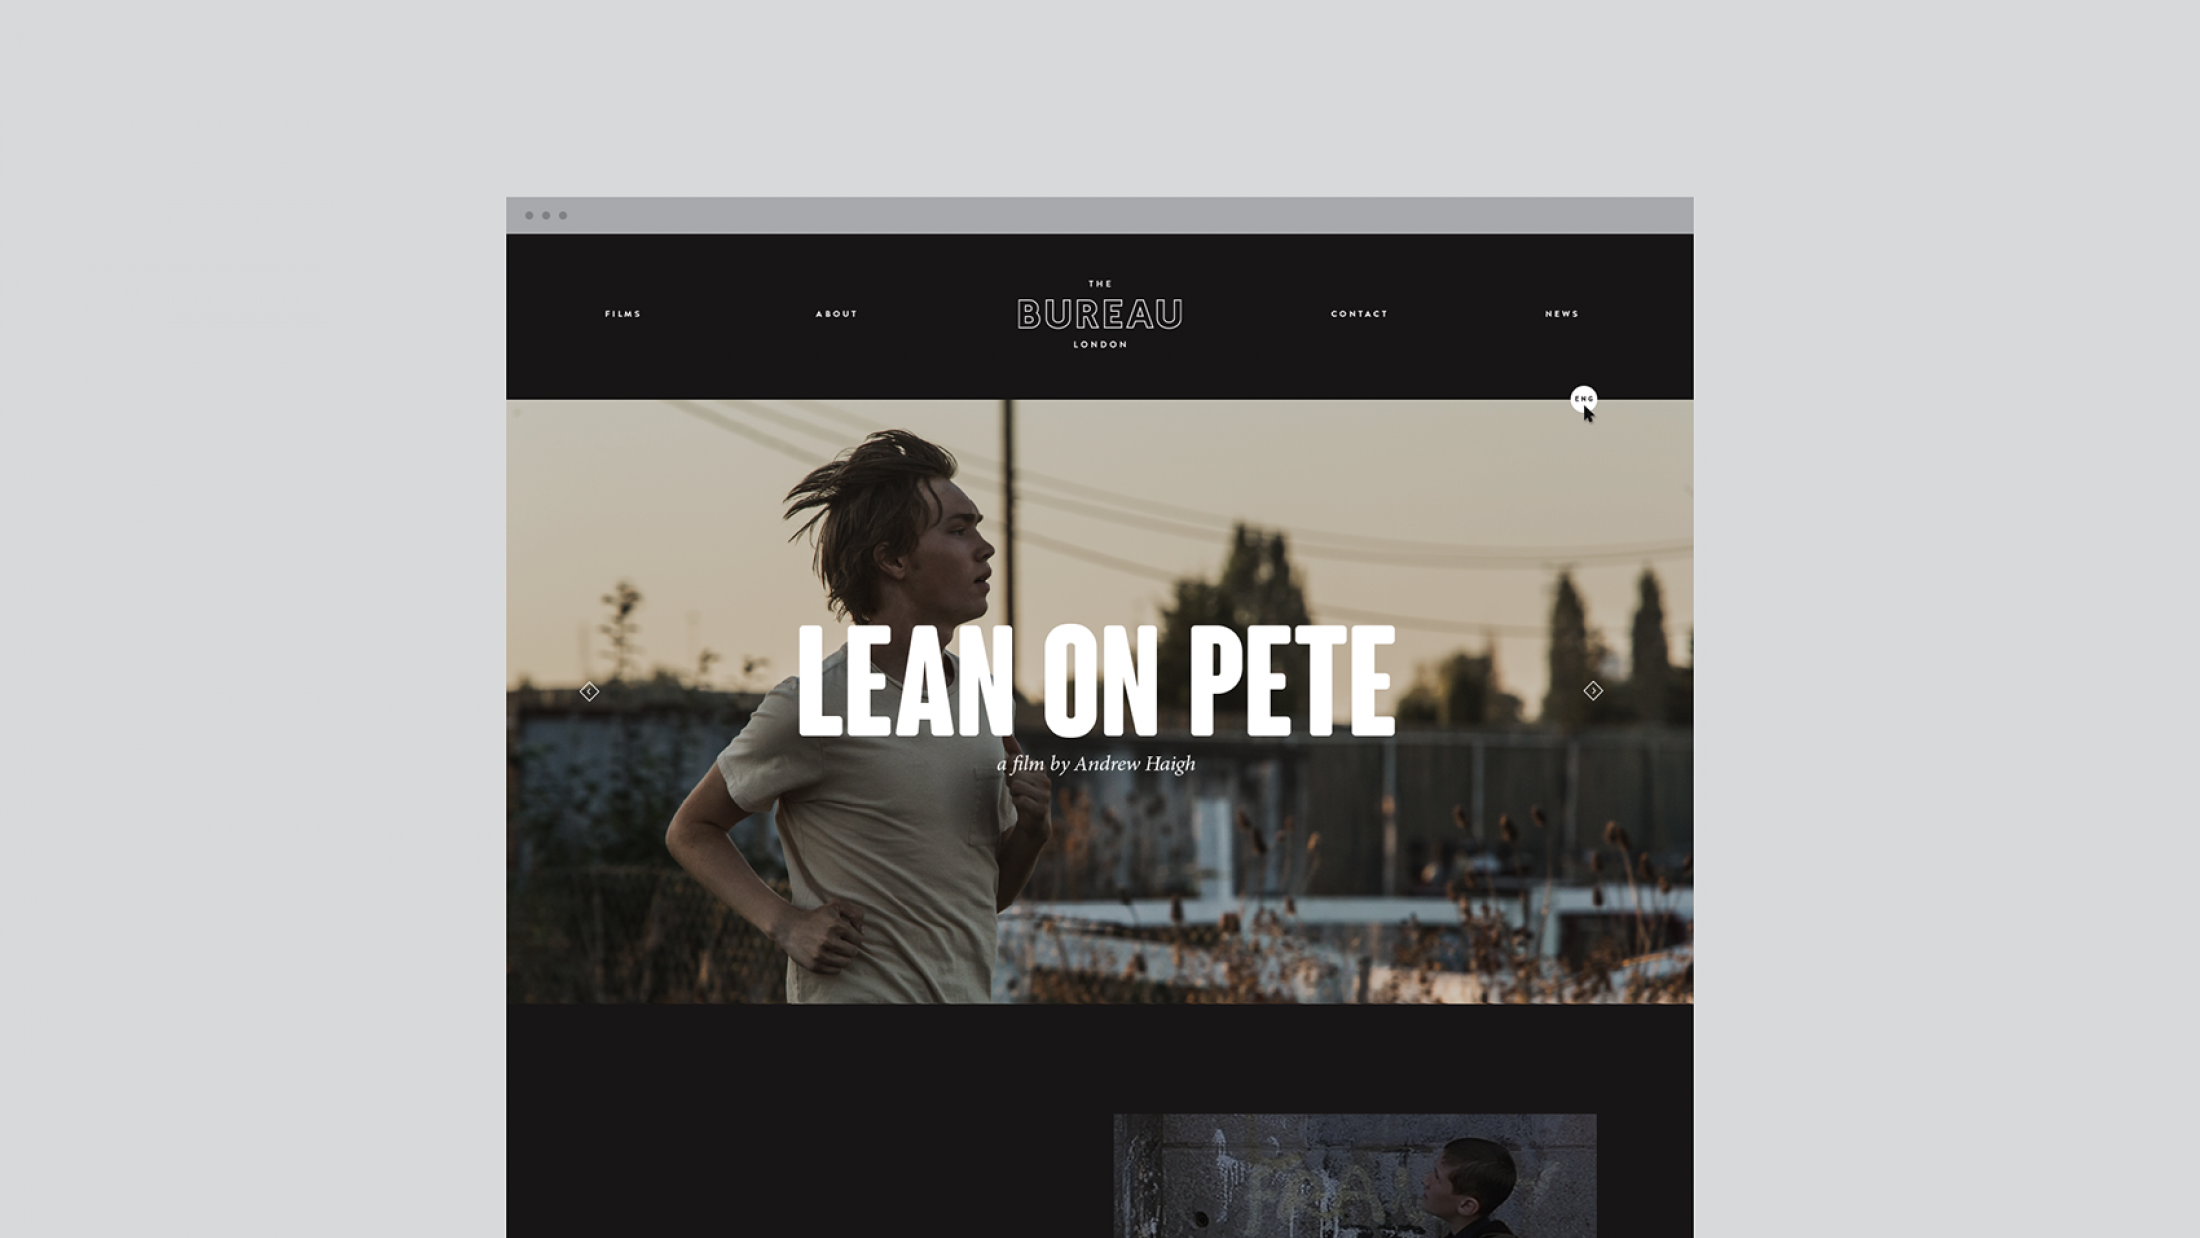 THE
FILMS ABOUT BUREAU CONTACT NEWS
LONDON
ENG
LEAN ON PETE
a film by Andrew Haigh